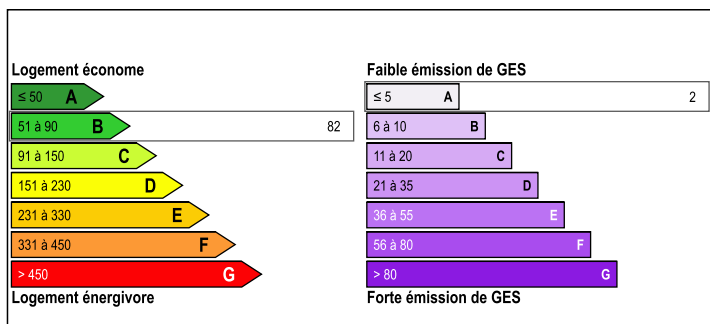 Logement économe
≤ 50 A
51 à 90 B 82
91 à 150 C
151 à 230 D
231 à 330 E
331 à 450 F
> 450 G
Logement énergivore
Faible émission de GES
≤ 5 A 2
6 à 10 B
11 à 20 C
21 à 35 D
36 à 55 E
56 à 80 F
> 80 G
Forte émission de GES